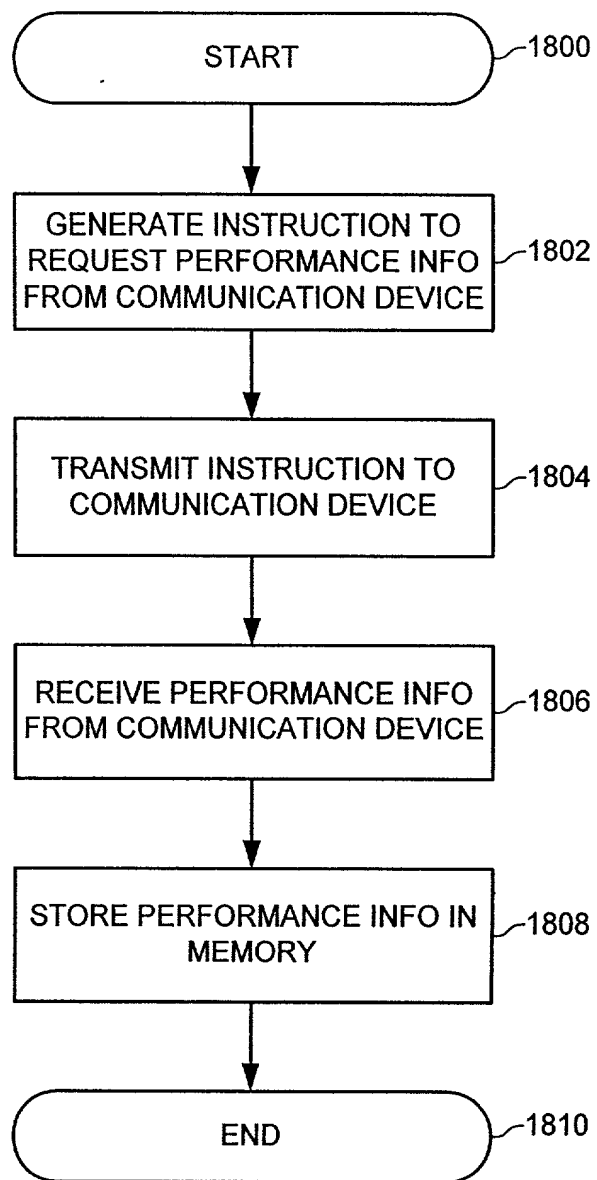 START
1800
GENERATE INSTRUCTION TO
REQUEST PERFORMANCE INFO
FROM COMMUNICATION DEVICE
1802
TRANSMIT INSTRUCTION TO
COMMUNICATION DEVICE
1804
RECEIVE PERFORMANCE INFO
FROM COMMUNICATION DEVICE
1806
STORE PERFORMANCE INFO IN
MEMORY
1808
END
1810